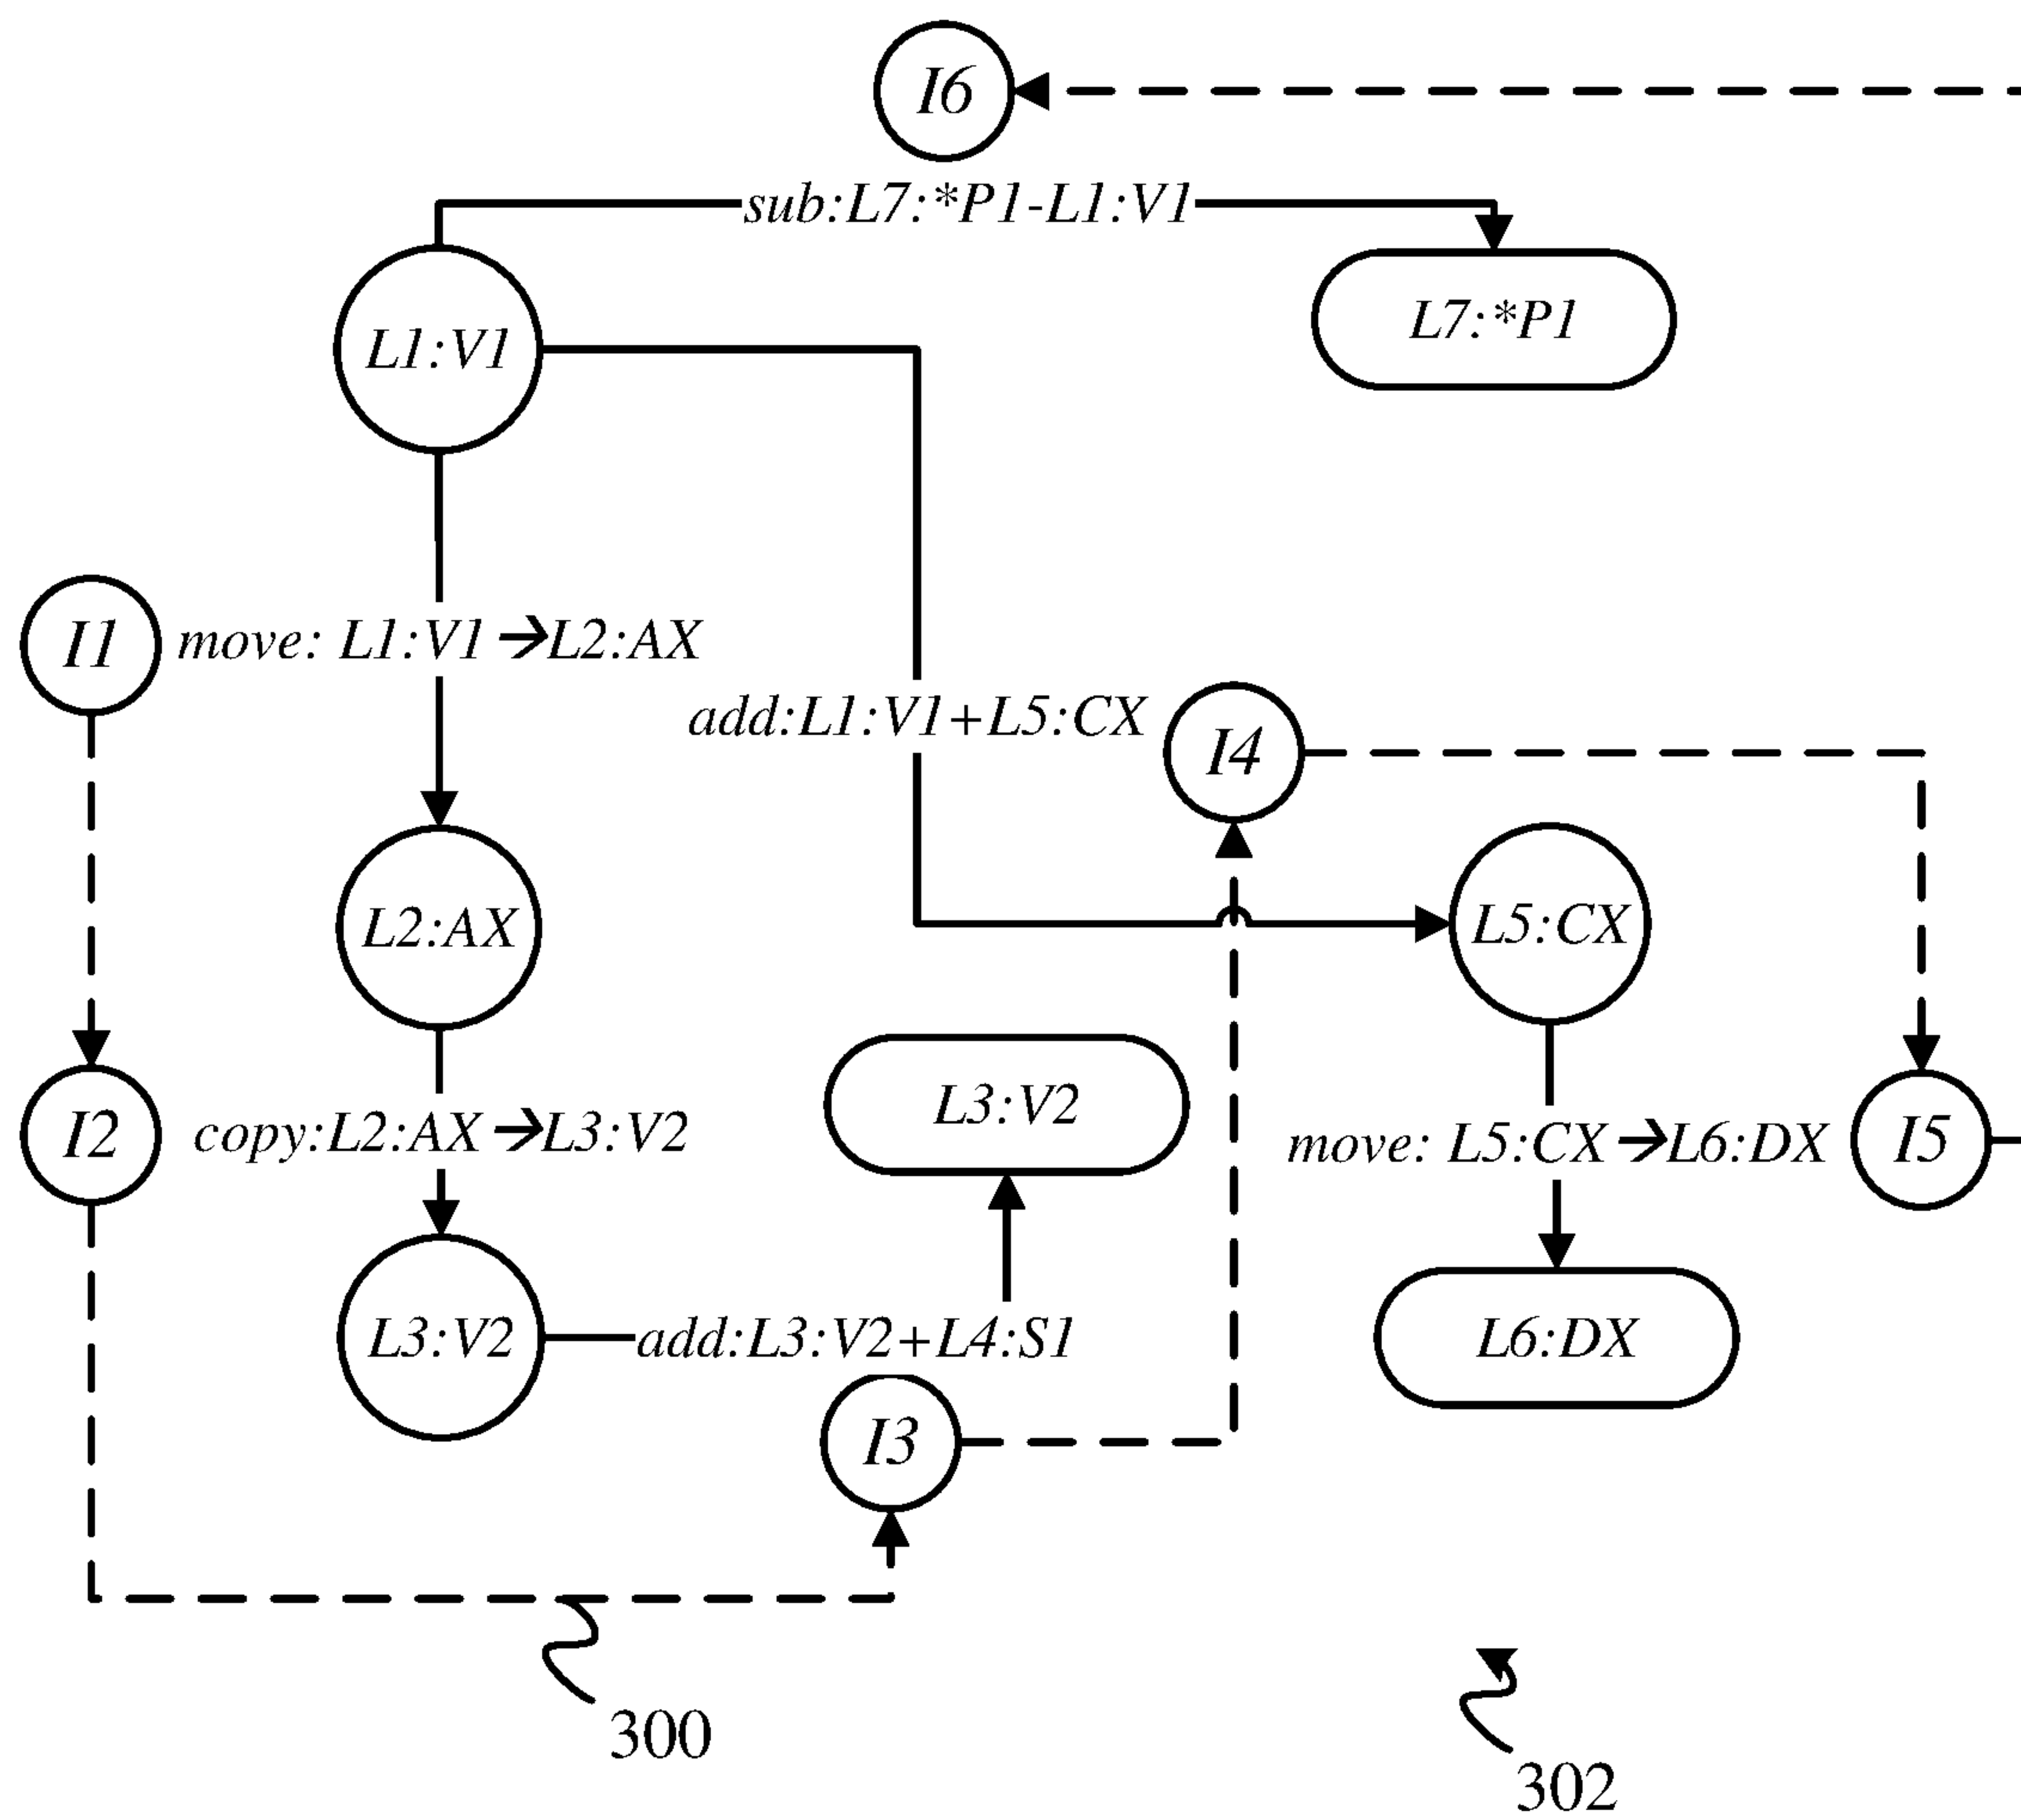 I6
sub:L7:*P1-L1:V1
L7:*P1
L1:V1
I1
move: L1:V1→L2:AX
add:L1:V1+L5:CX
I4
L2:AX
L5:CX
L3:V2
I2
copy:L2:AX→L3:V2
move: L5:CX→L6:DX
I5
L3:V2
add:L3:V2+L4:S1
L6:DX
I3
300
302